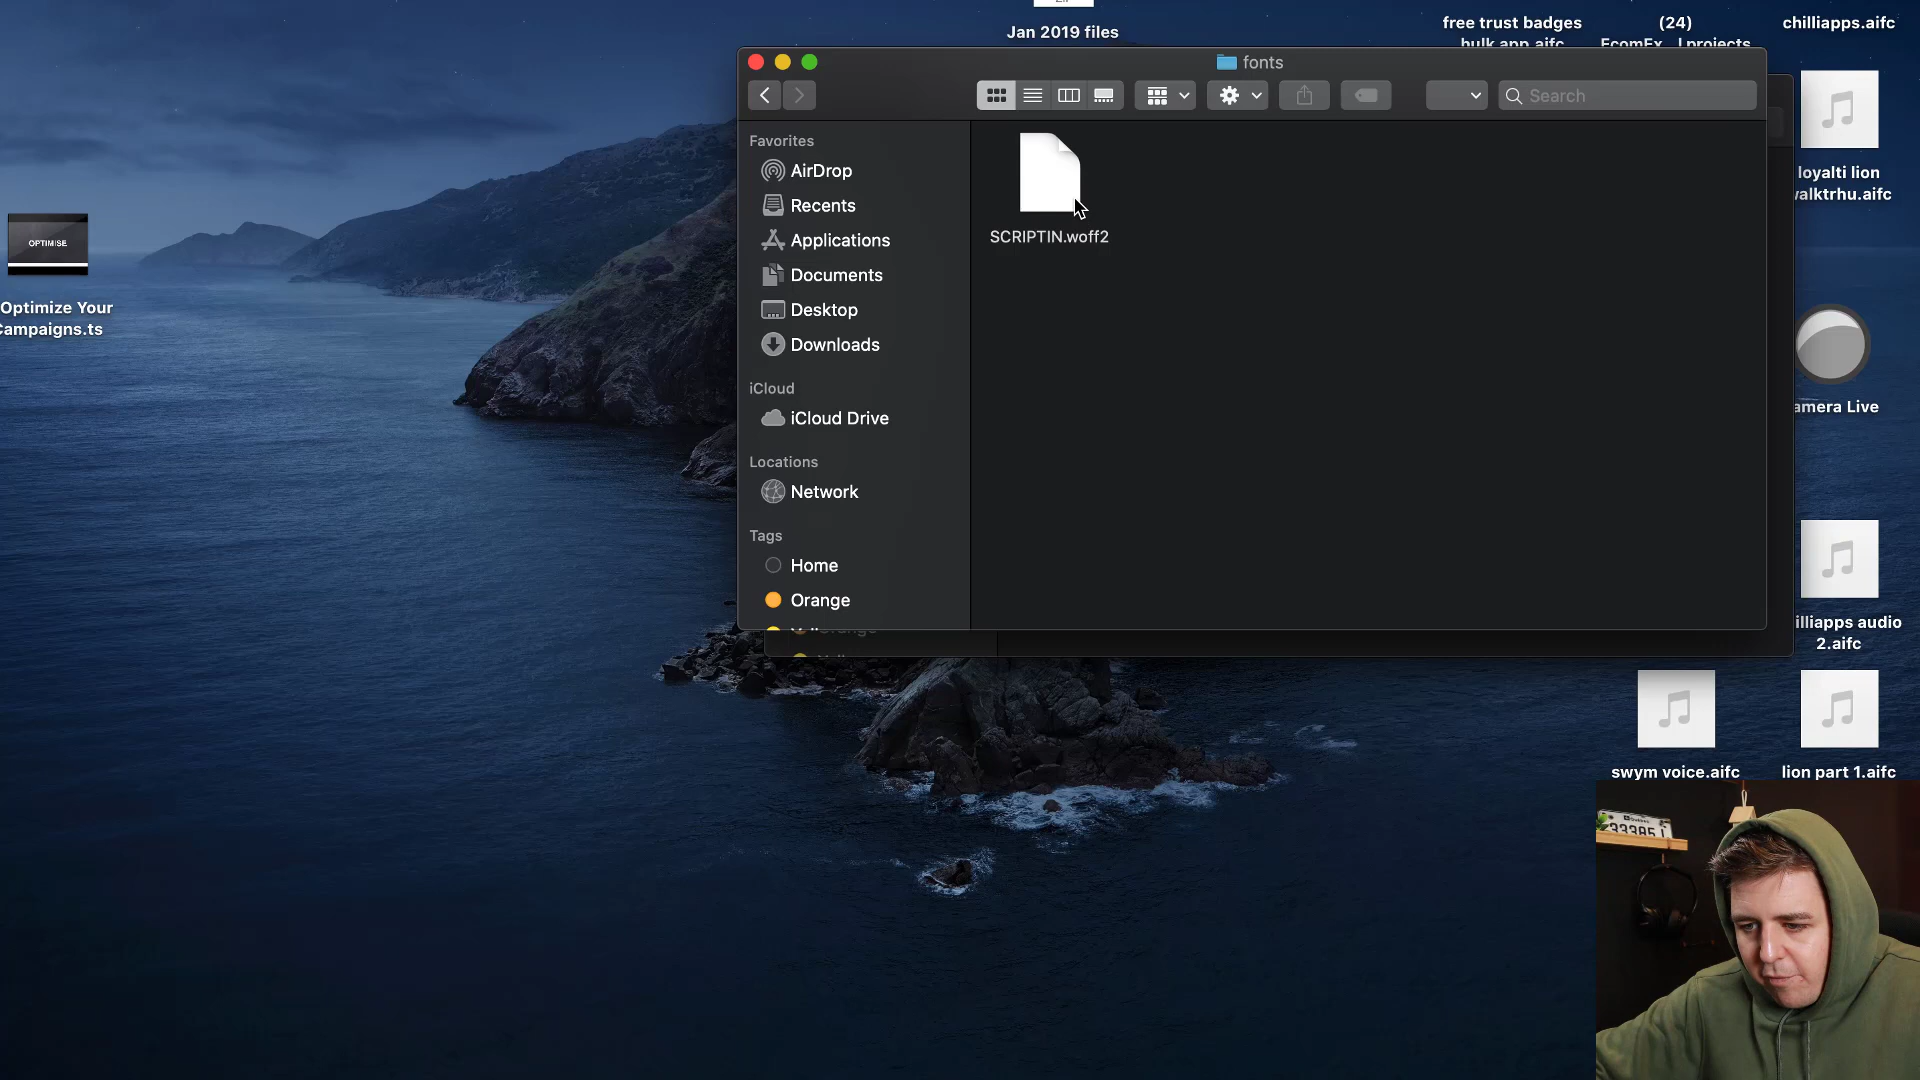 Jan 2019 files
free trust badges
hulk app.aifc
(24)
EcomEx...l projects
chilliapps.aifc
fonts
Search
Favorites
AirDrop
Recents
Applications
Documents
Desktop
Downloads
iCloud
iCloud Drive
Locations
Network
Tags
Home
Orange
SCRIPTIN.woff2
OPTIMISE
Optimize Your
Campaigns.ts
loyalti lion
walktrhu.aifc
amera Live
illiapps audio
2.aifc
swym voice.aifc
lion part 1.aifc